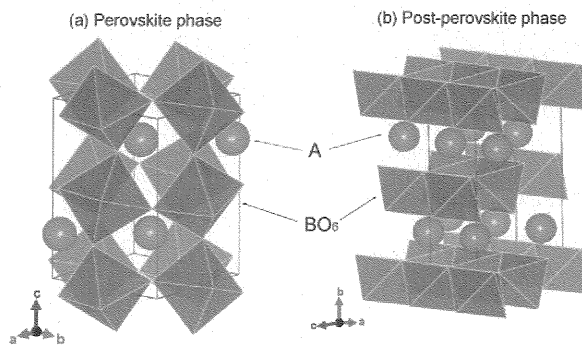 (a) Perovskite phase
(b) Post-perovskite phase
A
BO₆
c
a b
b
c a